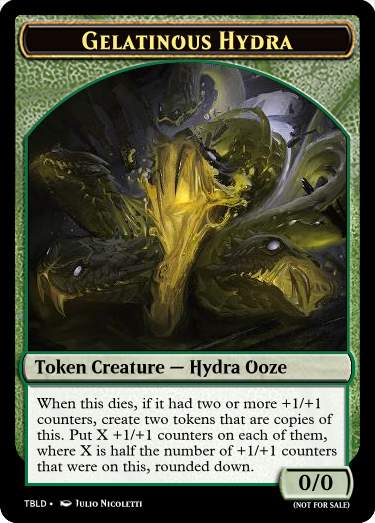 Gelatinous Hydra
Token Creature — Hydra Ooze
When this dies, if it had two or more +1/+1
counters, create two tokens that are copies of
this. Put X +1/+1 counters on each of them,
where X is half the number of +1/+1 counters
that were on this, rounded down.
0/0
TBLD • Julio Nicoletti
(NOT FOR SALE)